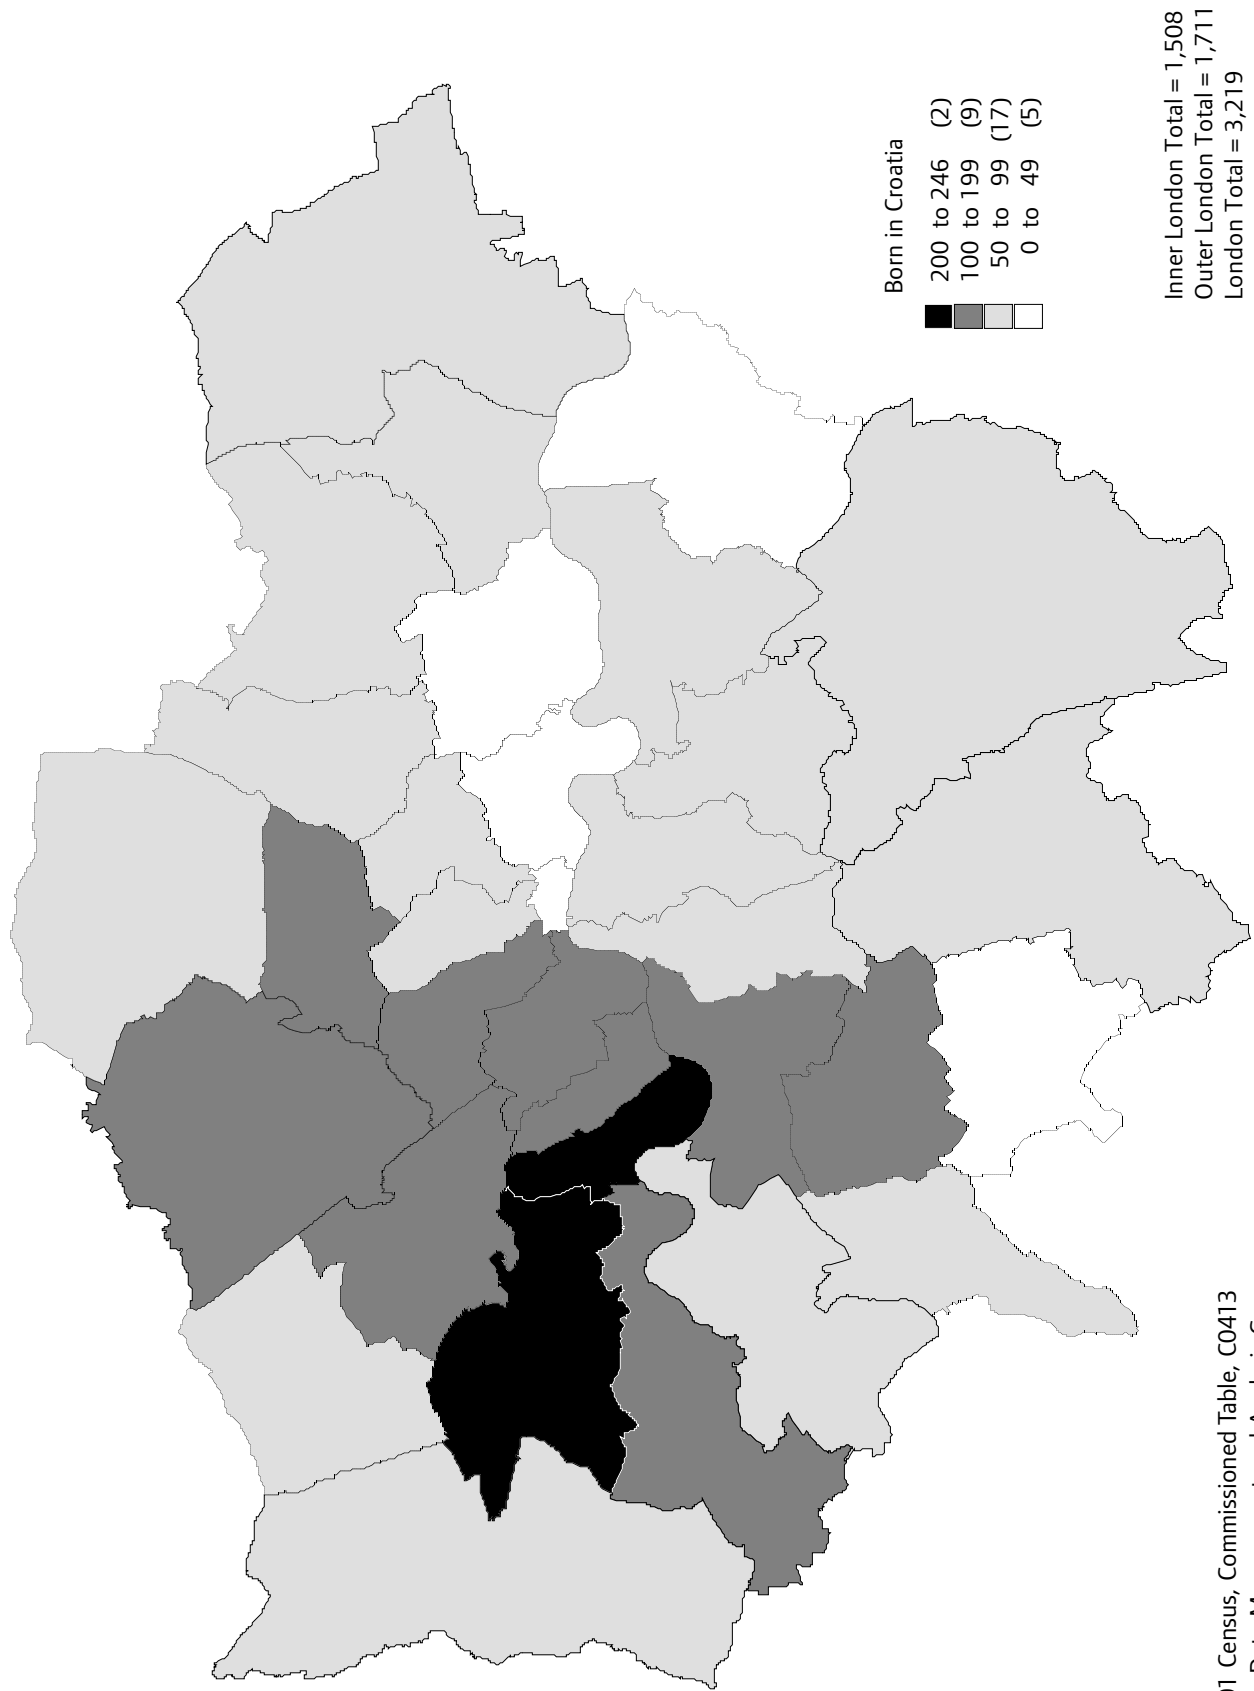 Born in Croatia
200 to 246 (2)
100 to 199 (9)
50 to 99 (17)
0 to 49 (5)
Inner London Total = 1,508
Outer London Total = 1,711
London Total = 3,219
Census, Commissioned Table, C0413